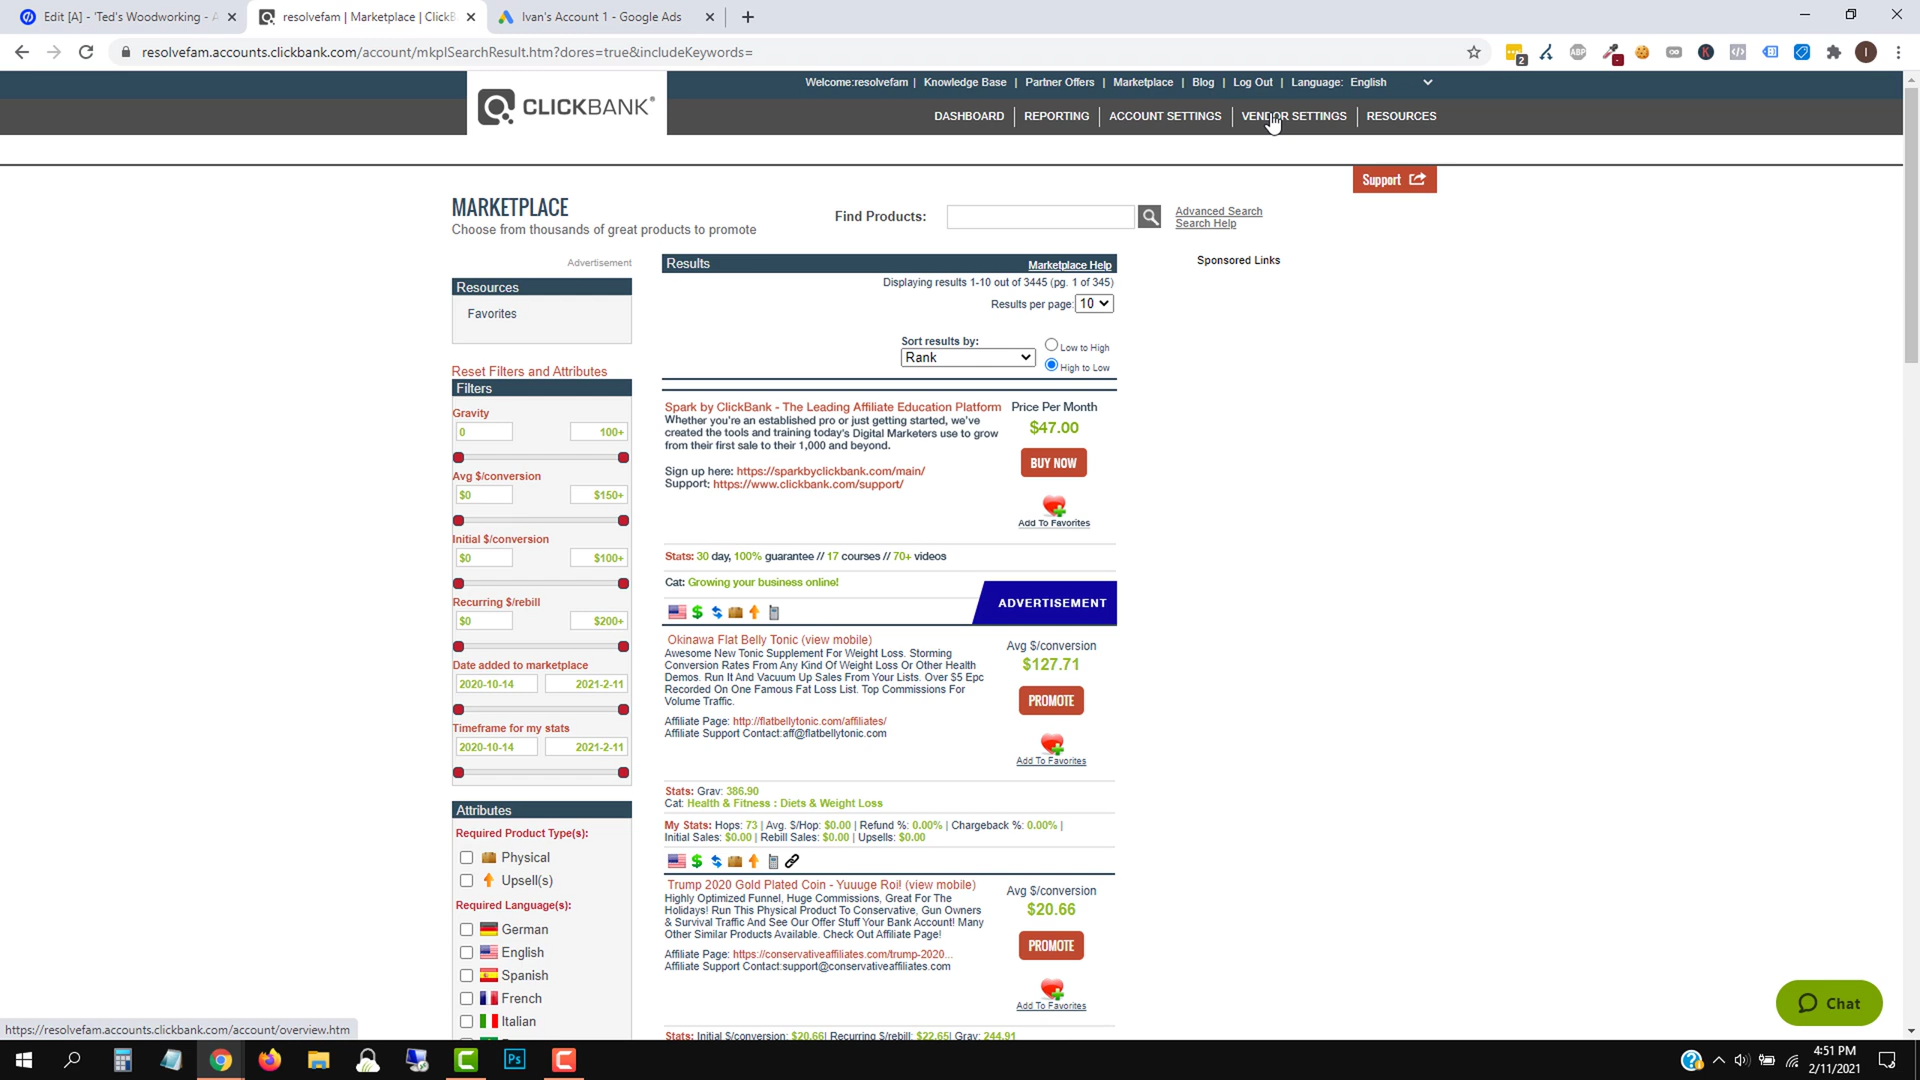 Edit [A] - 'Ted's Woodworking - A
resolvefam | Marketplace | ClickB
Ivan's Account 1 - Google Ads
resolvefam.accounts.clickbank.com/account/mkplSearchResult.htm?dores=true&includeKeywords=
2
ABP
K
I
Welcome:resolvefam | Knowledge Base | Partner Offers | Marketplace | Blog | Log Out | Language: English
CLICKBANK®
DASHBOARD | REPORTING | ACCOUNT SETTINGS | VENDOR SETTINGS | RESOURCES
Support
MARKETPLACE
Choose from thousands of great products to promote
Find Products:
Advanced Search
Search Help
Advertisement
Resources
Favorites
Reset Filters and Attributes
Filters
Gravity
0 100+
Avg $/conversion
$0 $150+
Initial $/conversion
$0 $100+
Recurring $/rebill
$0 $200+
Date added to marketplace
2020-10-14 2021-2-11
Timeframe for my stats
2020-10-14 2021-2-11
Attributes
Required Product Type(s):
Physical
Upsell(s)
Required Language(s):
German
English
Spanish
French
Italian
Results
Marketplace Help
Displaying results 1-10 out of 3445 (pg. 1 of 345)
Results per page: 10
Sort results by:
Rank
Low to High
High to Low
Spark by ClickBank - The Leading Affiliate Education Platform
Whether you're an established pro or just getting started, we've
created the tools and training today's Digital Marketers use to grow
from their first sale to their 1,000 and beyond.
Sign up here: https://sparkbyclickbank.com/main/
Support: https://www.clickbank.com/support/
Price Per Month
$47.00
BUY NOW
Add To Favorites
Stats: 30 day, 100% guarantee // 17 courses // 70+ videos
Cat: Growing your business online!
ADVERTISEMENT
Okinawa Flat Belly Tonic (view mobile)
Awesome New Tonic Supplement For Weight Loss. Storming
Conversion Rates From Any Kind Of Weight Loss Or Other Health
Demos. Run It And Vacuum Up Sales From Your Lists. Over $5 Epc
Recorded On One Famous Fat Loss List. Top Commissions For
Volume Traffic.
Affiliate Page: http://flatbellytonic.com/affiliates/
Affiliate Support Contact:aff@flatbellytonic.com
Avg $/conversion
$127.71
PROMOTE
Add To Favorites
Stats: Grav: 386.90
Cat: Health & Fitness : Diets & Weight Loss
My Stats: Hops: 73 | Avg. $/Hop: $0.00 | Refund %: 0.00% | Chargeback %: 0.00% |
Initial Sales: $0.00 | Rebill Sales: $0.00 | Upsells: $0.00
Trump 2020 Gold Plated Coin - Yuuuge Roi! (view mobile)
Highly Optimized Funnel, Huge Commissions, Great For The
Holidays! Run This Physical Product To Conservative, Gun Owners
& Survival Traffic And See Our Offer Stuff Your Bank Account! Many
Other Similar Products Available. Check Out Affiliate Page!
Affiliate Page: https://conservativeaffiliates.com/trump-2020...
Affiliate Support Contact:support@conservativeaffiliates.com
Avg $/conversion
$20.66
PROMOTE
Add To Favorites
Stats: Initial $/conversion: $20.66| Recurring $/rebill: $22.65| Grav: 244.91
Sponsored Links
Chat
https://resolvefam.accounts.clickbank.com/account/overview.htm
Ps
4:51 PM
2/11/2021